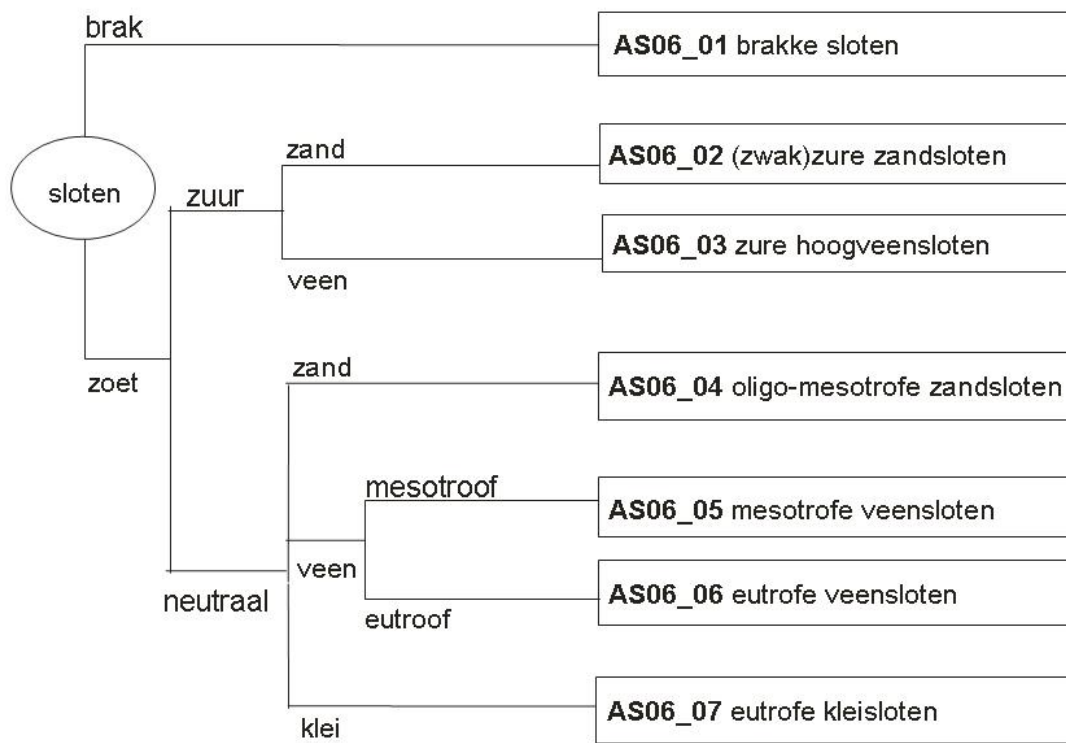 brak
AS06_01 brakke sloten
zand
AS06_02 (zwak)zure zandsloten
sloten
zuur
AS06_03 zure hoogveensloten
veen
zand
zoet
AS06_04 oligo-mesotrofe zandsloten
mesotroof
AS06_05 mesotrofe veensloten
veen
neutraal
AS06_06 eutrofe veensloten
eutroof
AS06_07 eutrofe kleisloten
klei